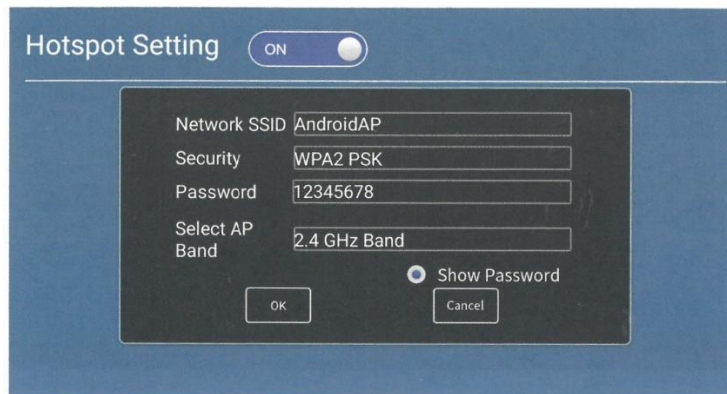 Hotspot Setting ON
Network SSID AndroidAP
Security WPA2 PSK
Password 12345678
Select AP
Band
2.4 GHz Band
Show Password
OK Cancel